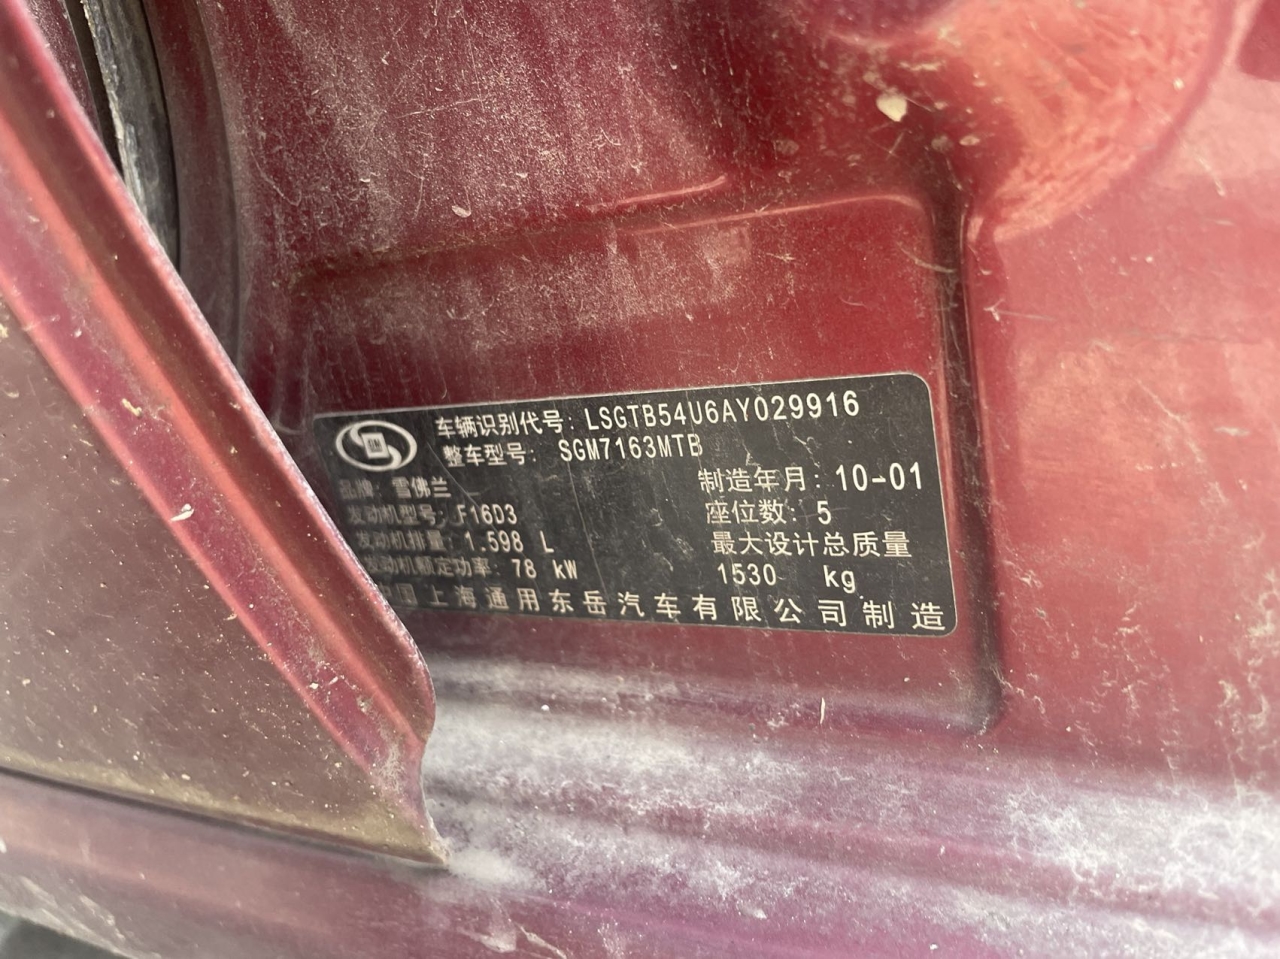 车辆识别代号: LSGTB54U6AY029916
整车型号: SGM7163MTB
品牌: 雪佛兰
制造年月: 10-01
发动机型号: F16D3
座位数: 5
发动机排量: 1.598 L
最大设计总质量
发动机额定功率: 78 kW
1530 kg
国上海通用东岳汽车有限公司制造
GM